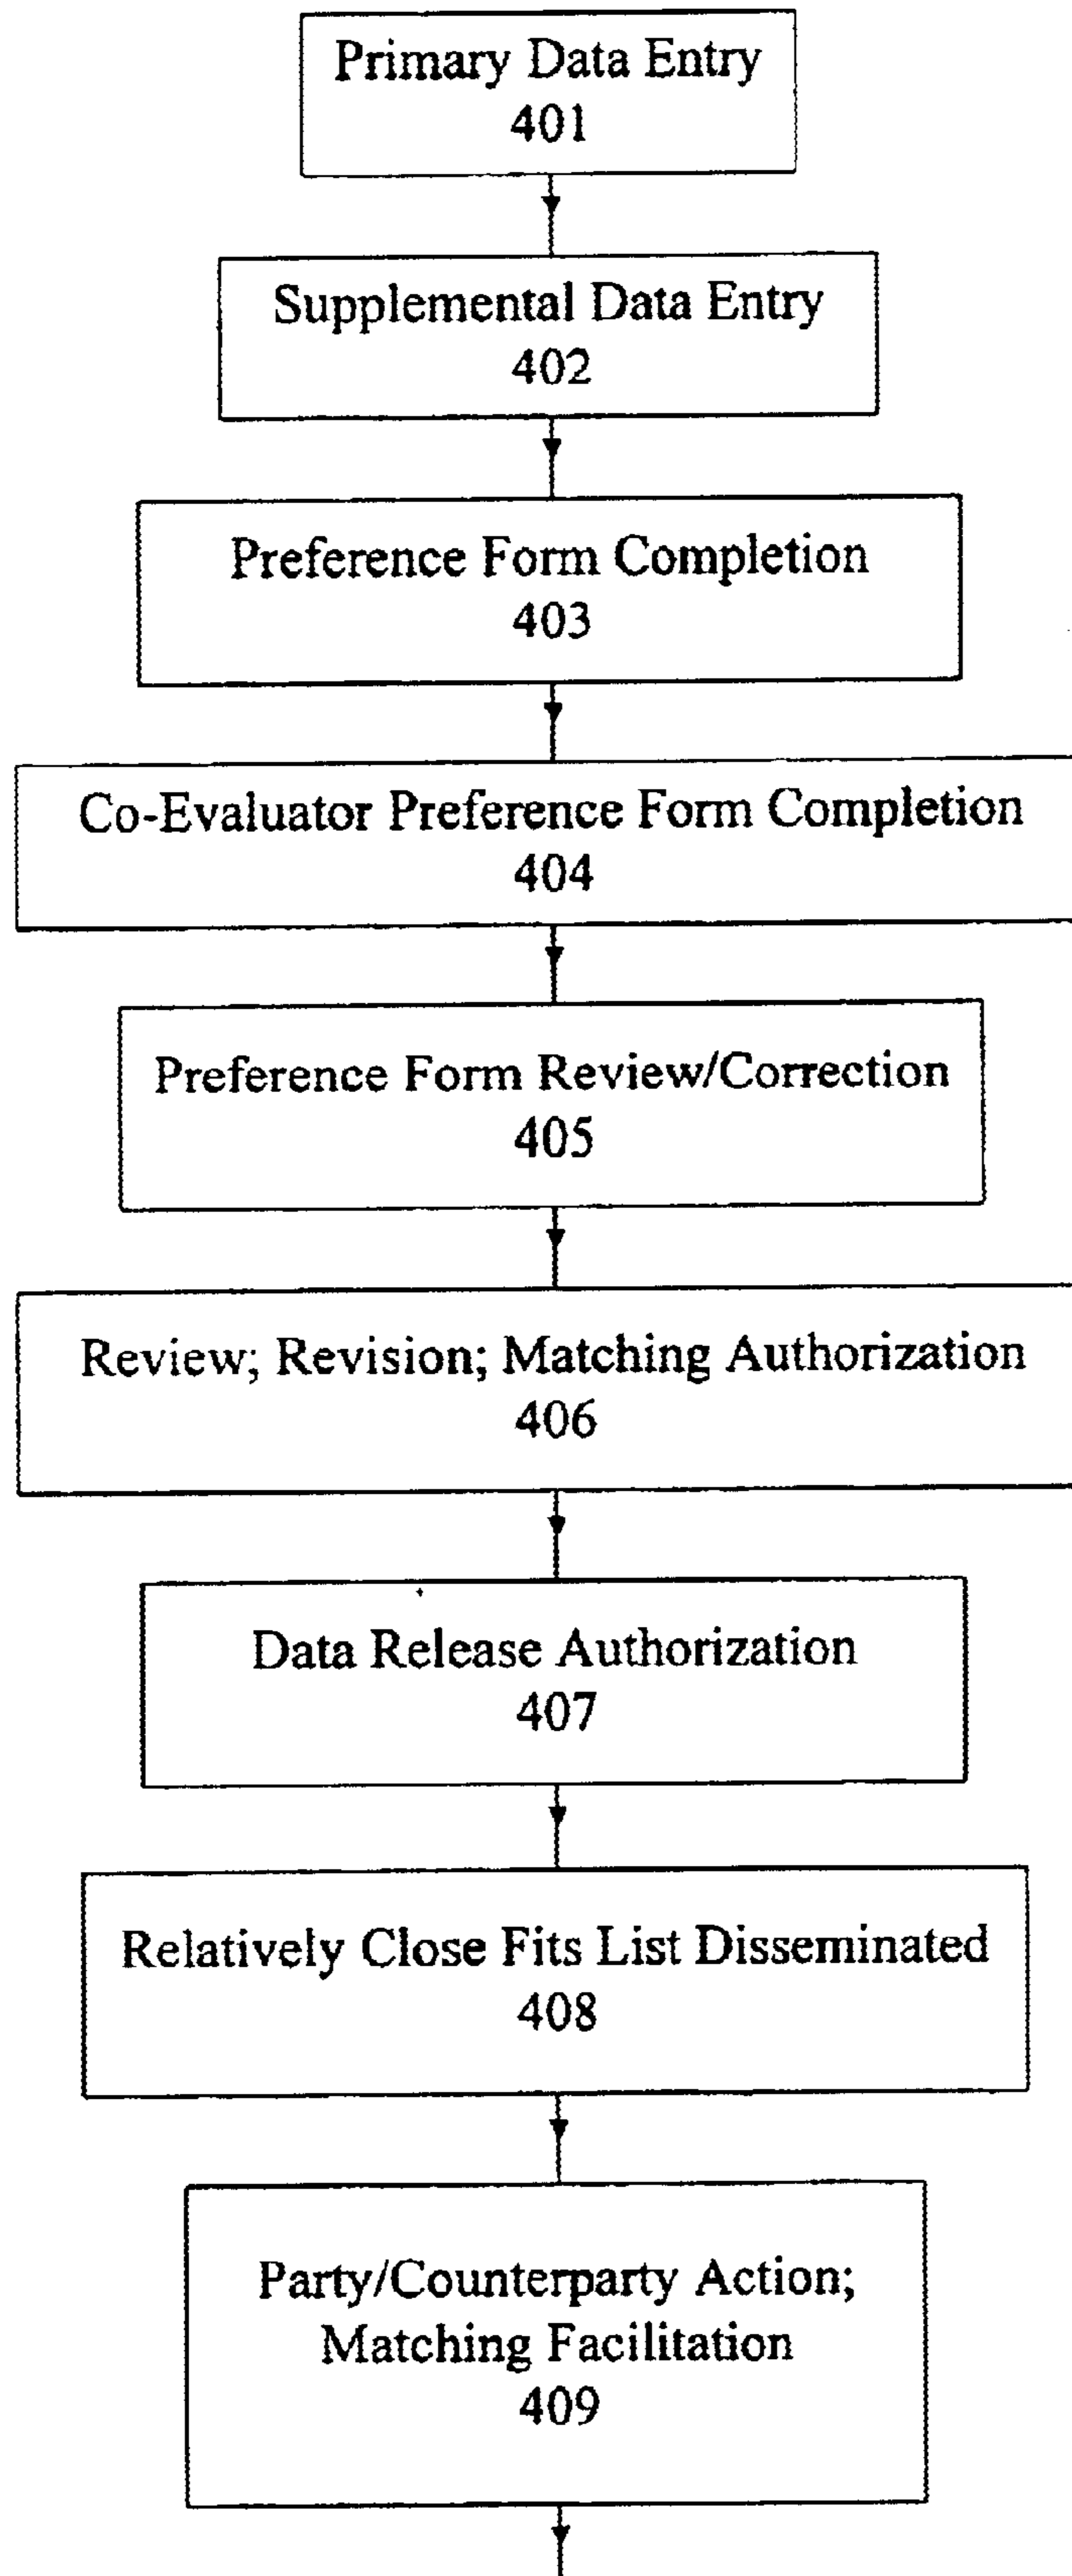 Primary Data Entry
401
Supplemental Data Entry
402
Preference Form Completion
403
Co-Evaluator Preference Form Completion
404
Preference Form Review/Correction
405
Review; Revision; Matching Authorization
406
Data Release Authorization
407
Relatively Close Fits List Disseminated
408
Party/Counterparty Action;
Matching Facilitation
409